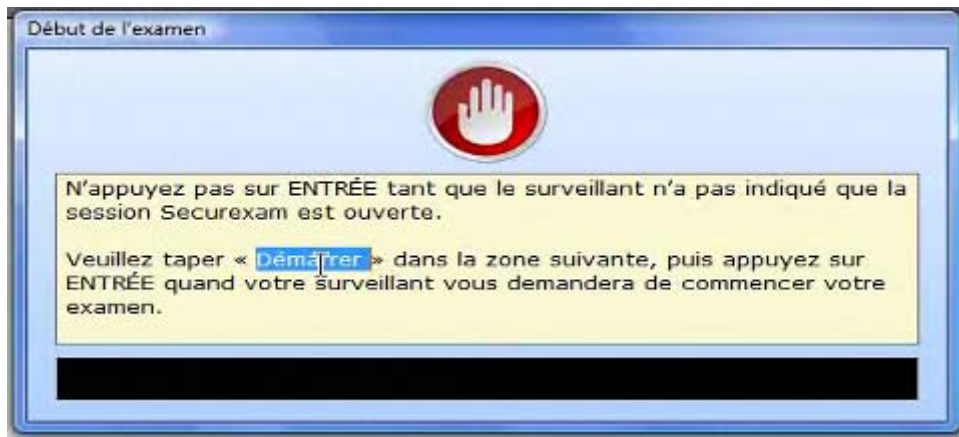 Début de l'examen
N'appuyez pas sur ENTRÉE tant que le surveillant n'a pas indiqué que la
session Securexam est ouverte.
Veuillez taper « Démarrer » dans la zone suivante, puis appuyez sur
ENTRÉE quand votre surveillant vous demandera de commencer votre
examen.